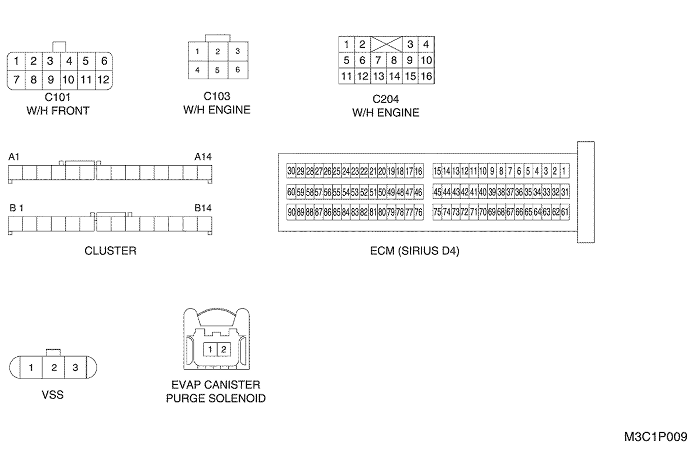 1 2 3 4 5 6
7 8 9 10 11 12
C101
W/H FRONT
1 2 3
4 5 6
C103
W/H ENGINE
1 2 3 4
5 6 7 8 9 10
11 12 13 14 15 16
C204
W/H ENGINE
A1 A14
B 1 B14
CLUSTER
30 29 28 27 26 25 24 23 22 21 20 19 18 17 16 15 14 13 12 11 10 9 8 7 6 5 4 3 2 1
60 59 58 57 56 55 54 53 52 51 50 49 48 47 46 45 44 43 42 41 40 39 38 37 36 35 34 33 32 31
90 89 88 87 86 85 84 83 82 81 80 79 78 77 76 75 74 73 72 71 70 69 68 67 66 65 64 63 62 61
ECM (SIRIUS D4)
1 2 3
VSS
1 2
EVAP CANISTER
PURGE SOLENOID
M3C1P009